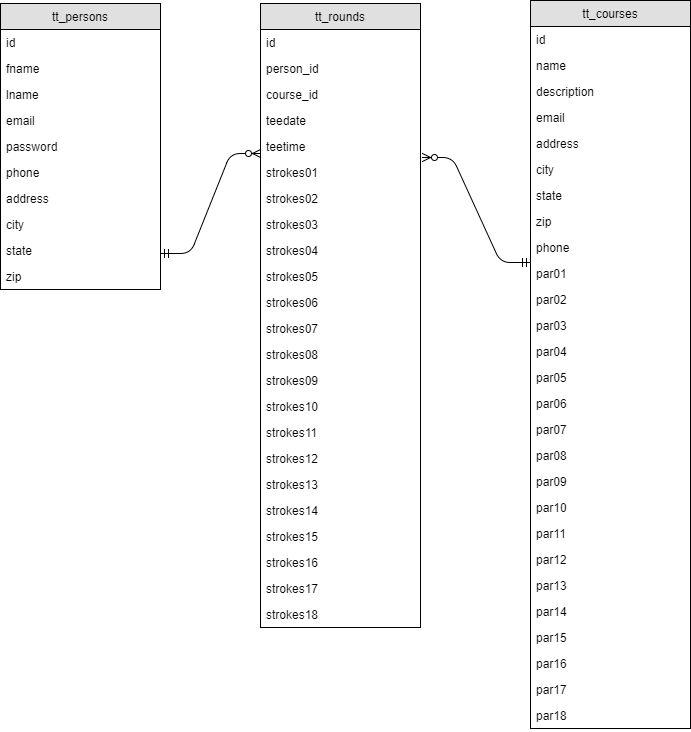 tt_persons
id
fname
lname
email
password
phone
address
city
state
zip
tt_rounds
id
person_id
course_id
teedate
teetime
strokes01
strokes02
strokes03
strokes04
strokes05
strokes06
strokes07
strokes08
strokes09
strokes10
strokes11
strokes12
strokes13
strokes14
strokes15
strokes16
strokes17
strokes18
tt_courses
id
name
description
email
address
city
state
zip
phone
par01
par02
par03
par04
par05
par06
par07
par08
par09
par10
par11
par12
par13
par14
par15
par16
par17
par18